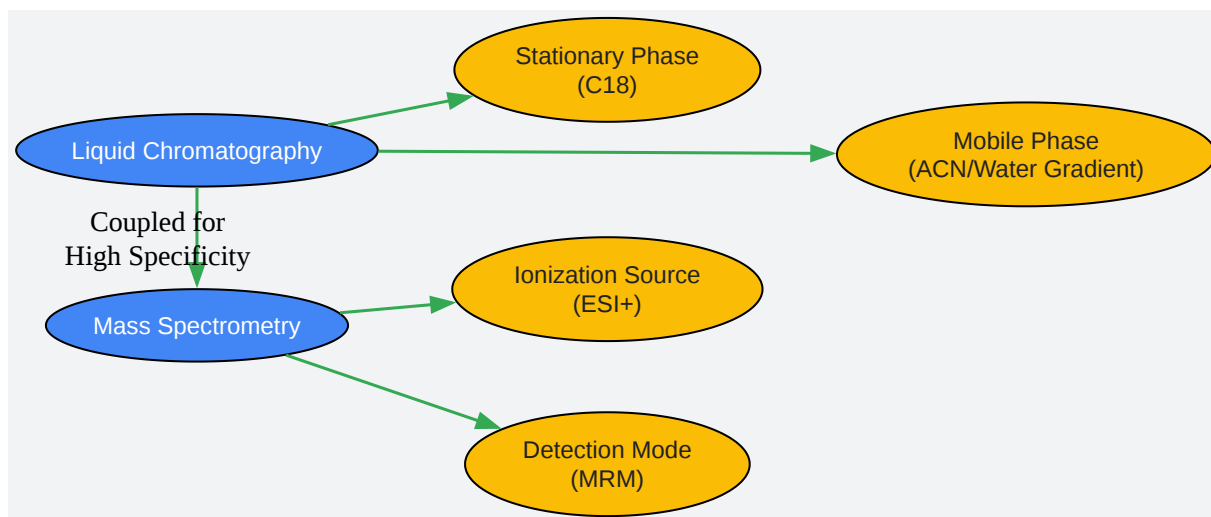 Stationary Phase
(C18)
Liquid Chromatography
Mobile Phase
(ACN/Water Gradient)
Coupled for
High Specificity
Ionization Source
(ESI+)
Mass Spectrometry
Detection Mode
(MRM)